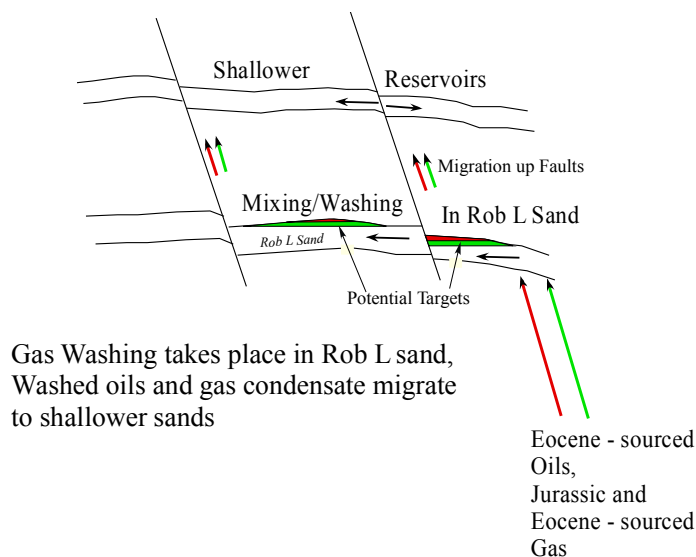 Shallower
Reservoirs
Migration up Faults
Mixing/Washing
In Rob L Sand
Rob L Sand
Potential Targets
Gas Washing takes place in Rob L sand,
Washed oils and gas condensate migrate
to shallower sands
Eocene - sourced
Oils,
Jurassic and
Eocene - sourced
Gas